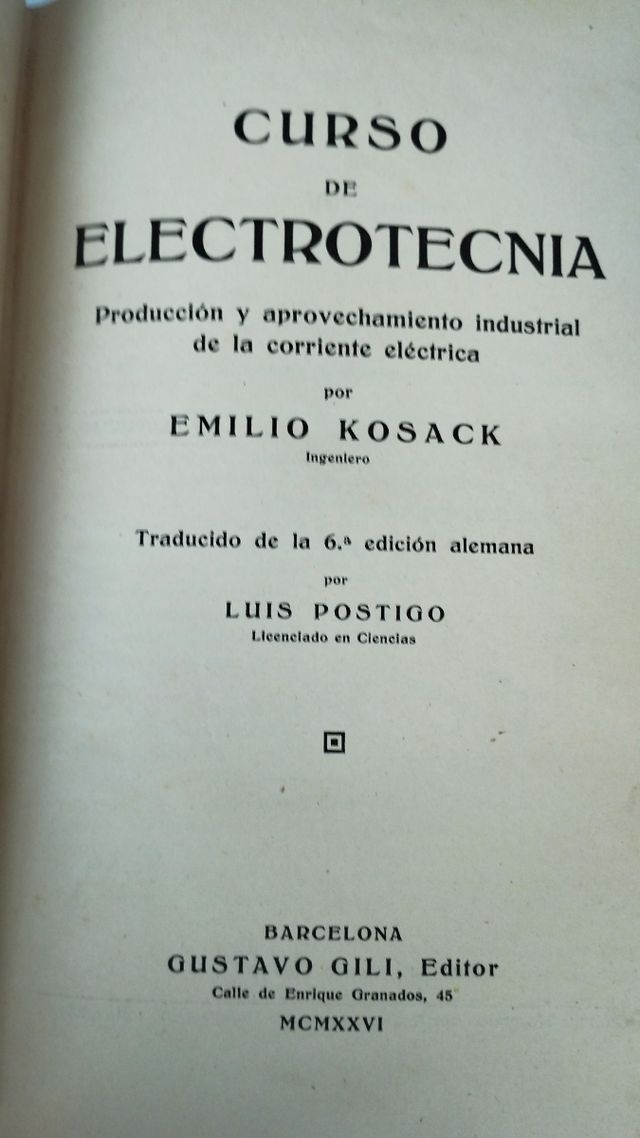 CURSO
DE
ELECTROTECNIA
Producción y aprovechamiento industrial
de la corriente eléctrica
por
EMILIO KOSACK
Ingeniero
Traducido de la 6.ª edición alemana
por
LUIS POSTIGO
Licenciado en Ciencias
BARCELONA
GUSTAVO GILI, Editor
Calle de Enrique Granados, 45
MCMXXVI